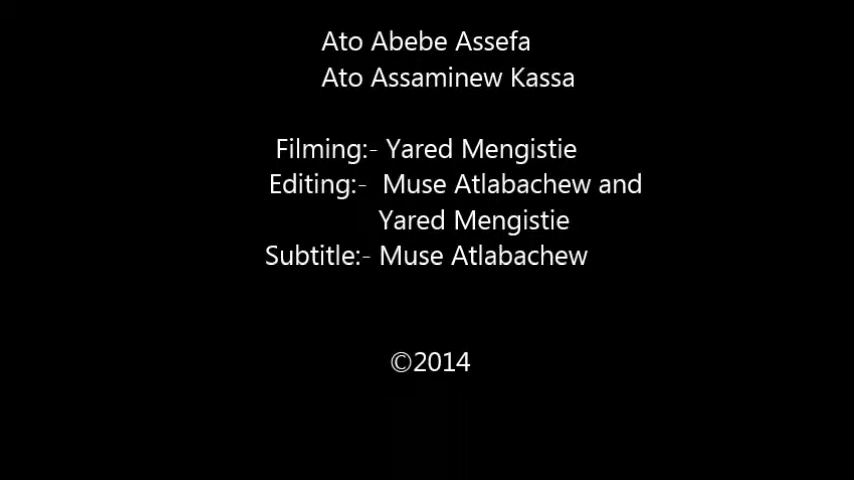 Ato Abebe Assefa
Ato Assaminew Kassa
Filming:- Yared Mengistie
Editing:- Muse Atlabachew and
Yared Mengistie
Subtitle:- Muse Atlabachew
©2014